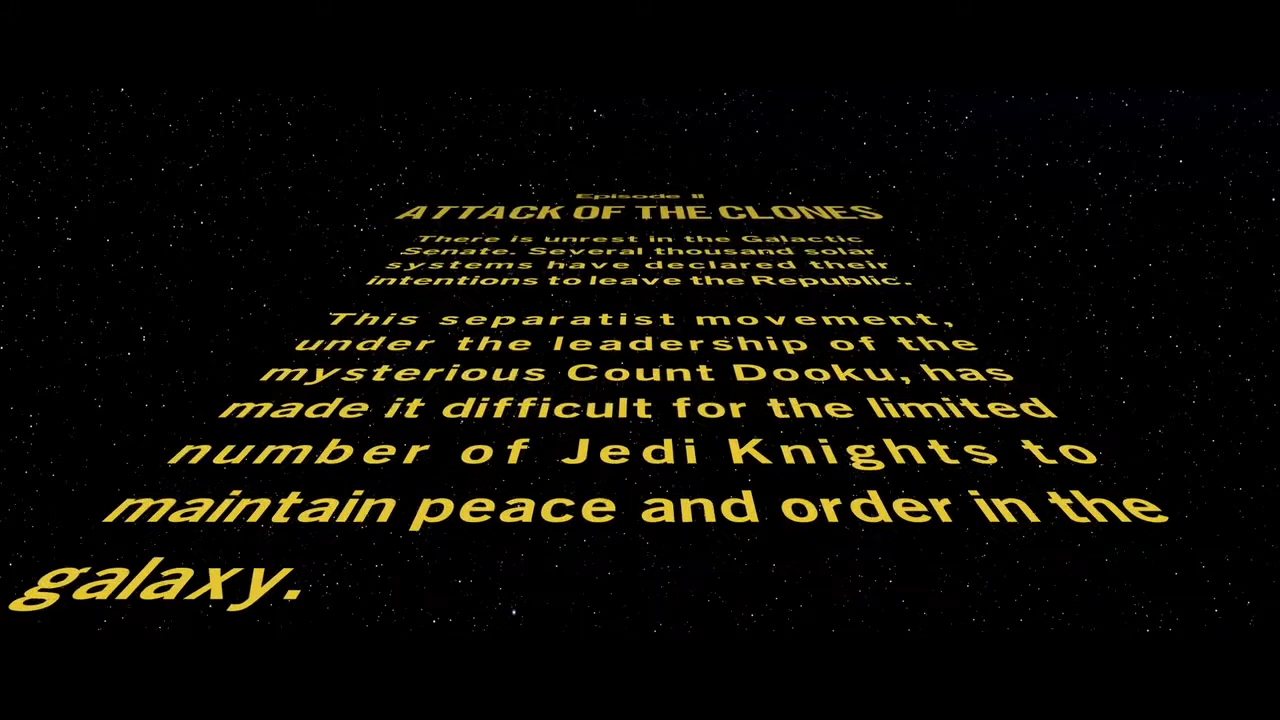 Episode II
ATTACK OF THE CLONES
There is unrest in the Galactic
Senate. Several thousand solar
systems have declared their
intentions to leave the Republic.
This separatist movement,
under the leadership of the
mysterious Count Dooku, has
made it difficult for the limited
number of Jedi Knights to
maintain peace and order in the
galaxy.